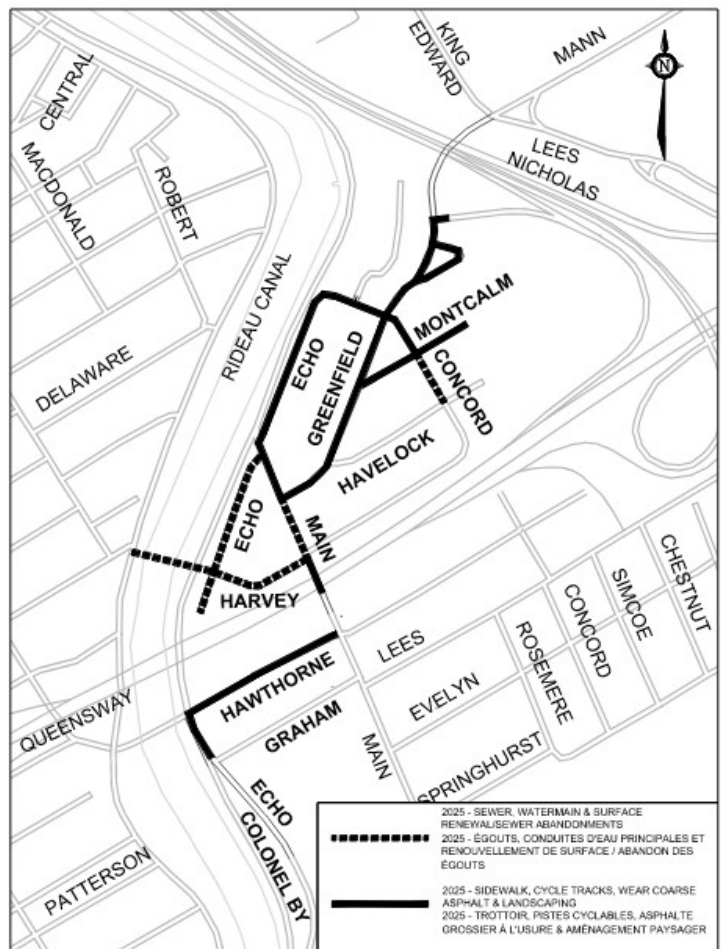 KING
EDWARD
MANN
CENTRAL
N
MACDONALD
LEES
NICHOLAS
ROBERT
RIDEAU CANAL
MONTCALM
ECHO
GREENFIELD
DELAWARE
CONCORD
HAVELOCK
ECHO
MAIN
HARVEY
CHESTNUT
SIMCOE
CONCORD
ROSEMERE
LEES
HAWTHORNE
EVELYN
QUEENSWAY
GRAHAM
MAIN
SPRINGHURST
ECHO
COLONEL BY
PATTERSON
2025 - SEWER, WATERMAIN & SURFACE
RENEWAL/SEWER ABANDONMENTS
2025 - ÉGOUTS, CONDUITES D'EAU PRINCIPALES ET
RENOUVELLEMENT DE SURFACE / ABANDON DES
ÉGOUTS
2025 - SIDEWALK, CYCLE TRACKS, WEAR COARSE
ASPHALT & LANDSCAPING
2025 - TROTTOIR, PISTES CYCLABLES, ASPHALTE
GROSSIER À L'USURE & AMÉNAGEMENT PAYSAGER